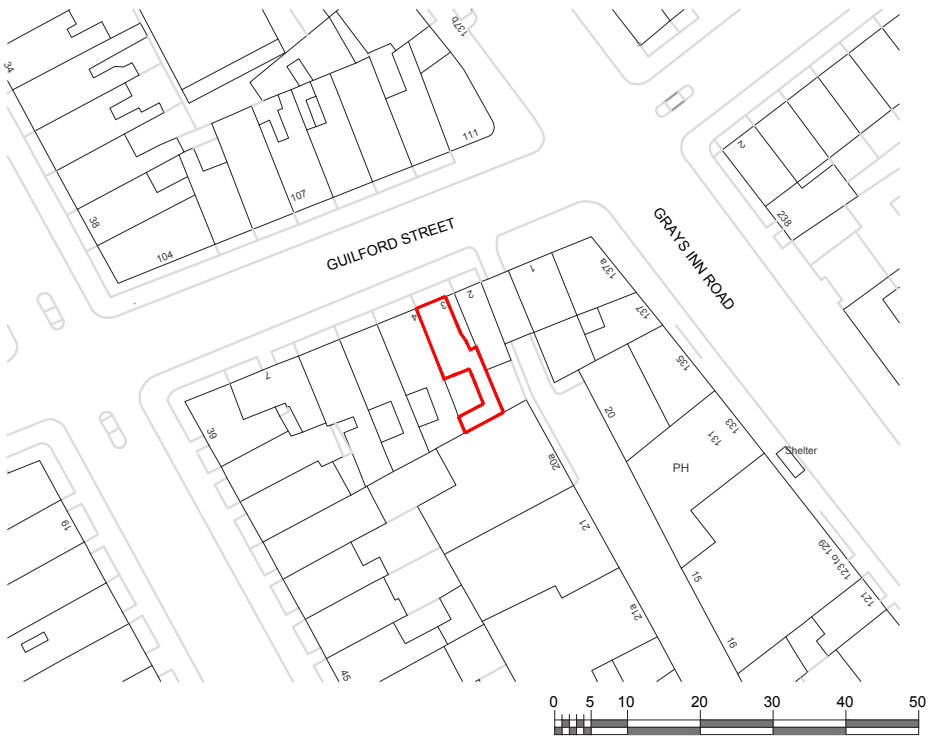 34
137b
111
107
38
104
GUILFORD STREET
GRAYS INN ROAD
2
238
1
2
3
4
137a
137
135
7
39
20
133
131
PH
Shelter
20a
19
21
123 to 129
15
121
21a
16
45
0 5 10 20 30 40 50